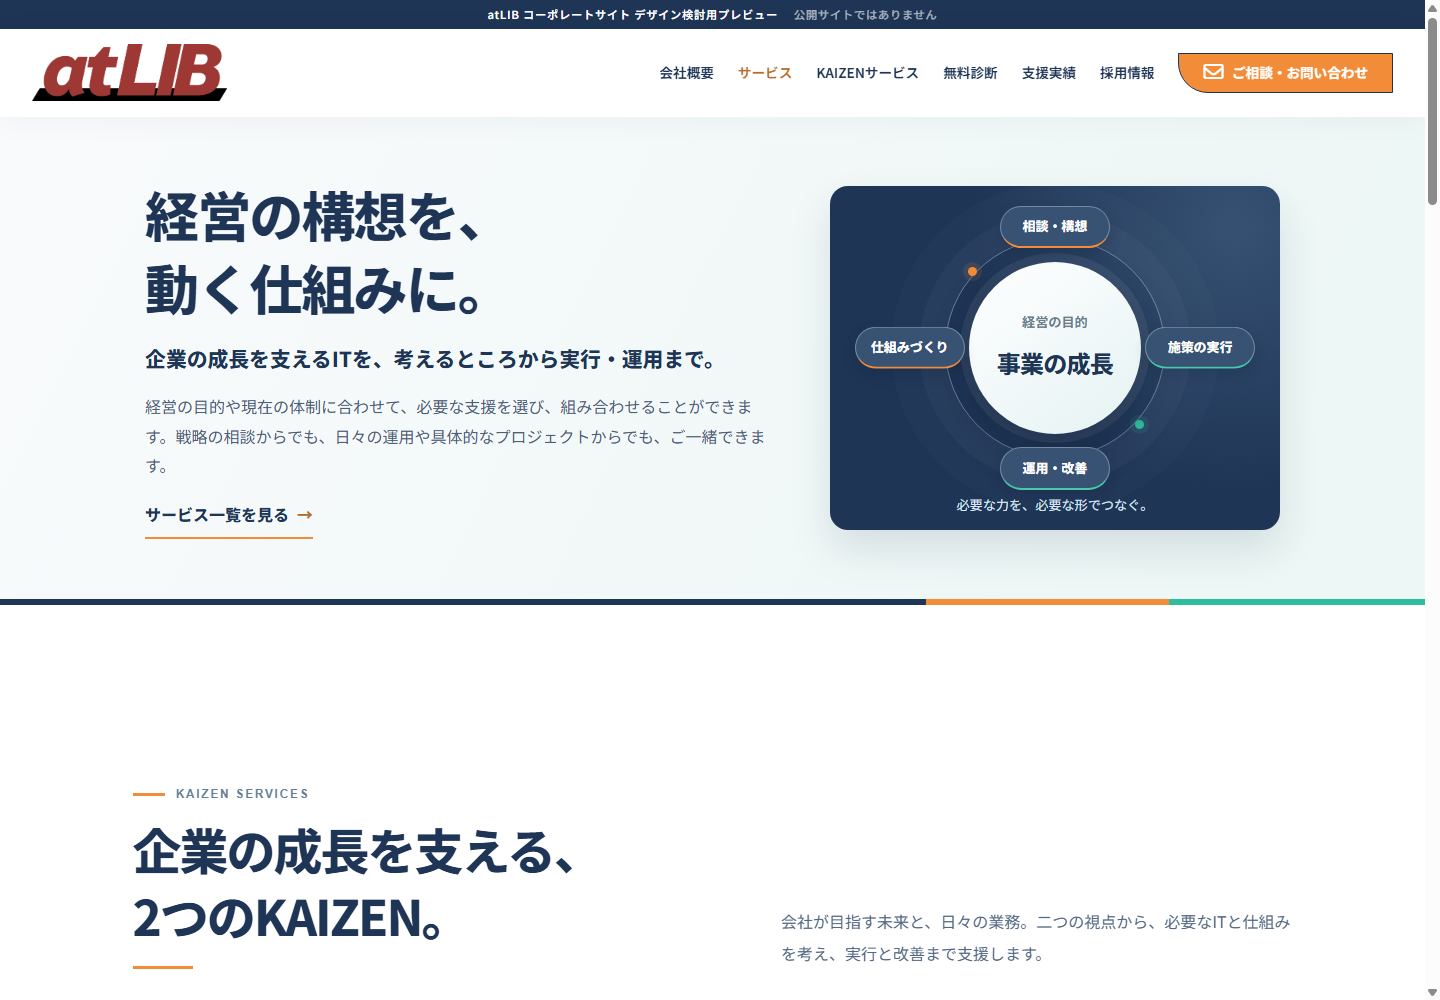 atLIB コーポレートサイト デザイン検討用プレビュー 公開サイトではありません
atLIB
会社概要 サービス KAIZENサービス 無料診断 支援実績 採用情報 ご相談・お問い合わせ
経営の構想を、
動く仕組みに。
企業の成長を支えるITを、考えるところから実行・運用まで。
経営の目的や現在の体制に合わせて、必要な支援を選び、組み合わせることができま
す。戦略の相談からでも、日々の運用や具体的なプロジェクトからでも、ご一緒できま
す。
サービス一覧を見る →
相談・構想
経営の目的
仕組みづくり
事業の成長
施策の実行
運用・改善
必要な力を、必要な形でつなぐ。
KAIZEN SERVICES
企業の成長を支える、
2つのKAIZEN。
会社が目指す未来と、日々の業務。二つの視点から、必要なITと仕組み
を考え、実行と改善まで支援します。